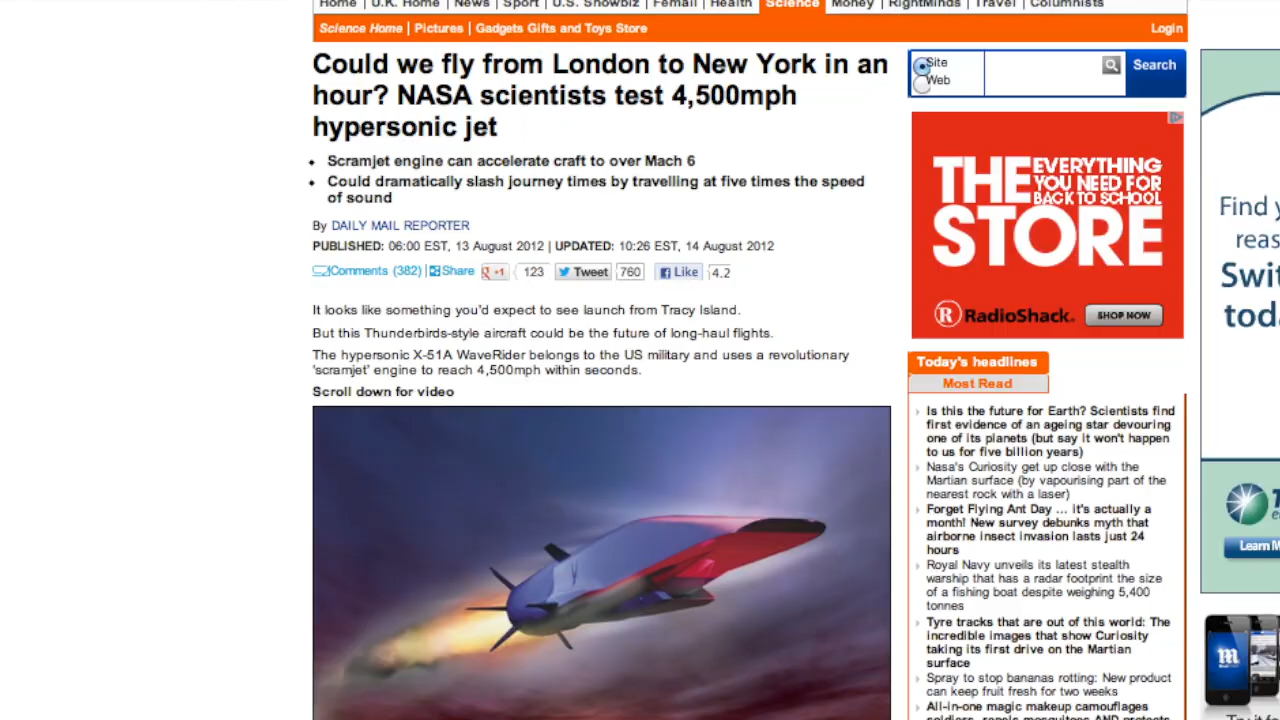 Home | U.K. Home | News | Sport | U.S. Showbiz | Femail | Health | Science | Money | RightMinds | Travel | Columnists
Science Home | Pictures | Gadgets Gifts and Toys Store
Login
Could we fly from London to New York in an
hour? NASA scientists test 4,500mph
hypersonic jet
Scramjet engine can accelerate craft to over Mach 6
Could dramatically slash journey times by travelling at five times the speed
of sound
By DAILY MAIL REPORTER
PUBLISHED: 06:00 EST, 13 August 2012 | UPDATED: 10:26 EST, 14 August 2012
Comments (382) | Share +1 123 Tweet 760 Like 4.2
It looks like something you'd expect to see launch from Tracy Island.
But this Thunderbirds-style aircraft could be the future of long-haul flights.
The hypersonic X-51A WaveRider belongs to the US military and uses a revolutionary
'scramjet' engine to reach 4,500mph within seconds.
Scroll down for video
Site
Web
Search
THE
EVERYTHING
YOU NEED FOR
BACK TO SCHOOL
STORE
RadioShack.
SHOP NOW
Today's headlines
Most Read
Is this the future for Earth? Scientists find
first evidence of an ageing star devouring
one of its planets (but say it won't happen
to us for five billion years)
Nasa's Curiosity get up close with the
Martian surface (by vapourising part of the
nearest rock with a laser)
Forget Flying Ant Day ... it's actually a
month! New survey debunks myth that
airborne insect invasion lasts just 24
hours
Royal Navy unveils its latest stealth
warship that has a radar footprint the size
of a fishing boat despite weighing 5,400
tonnes
Tyre tracks that are out of this world: The
incredible images that show Curiosity
taking its first drive on the Martian
surface
Spray to stop bananas rotting: New product
can keep fruit fresh for two weeks
All-in-one magic makeup camouflages
soldiers, repels mosquitoes AND protects
Find
reas
Swi
toda
Learn M